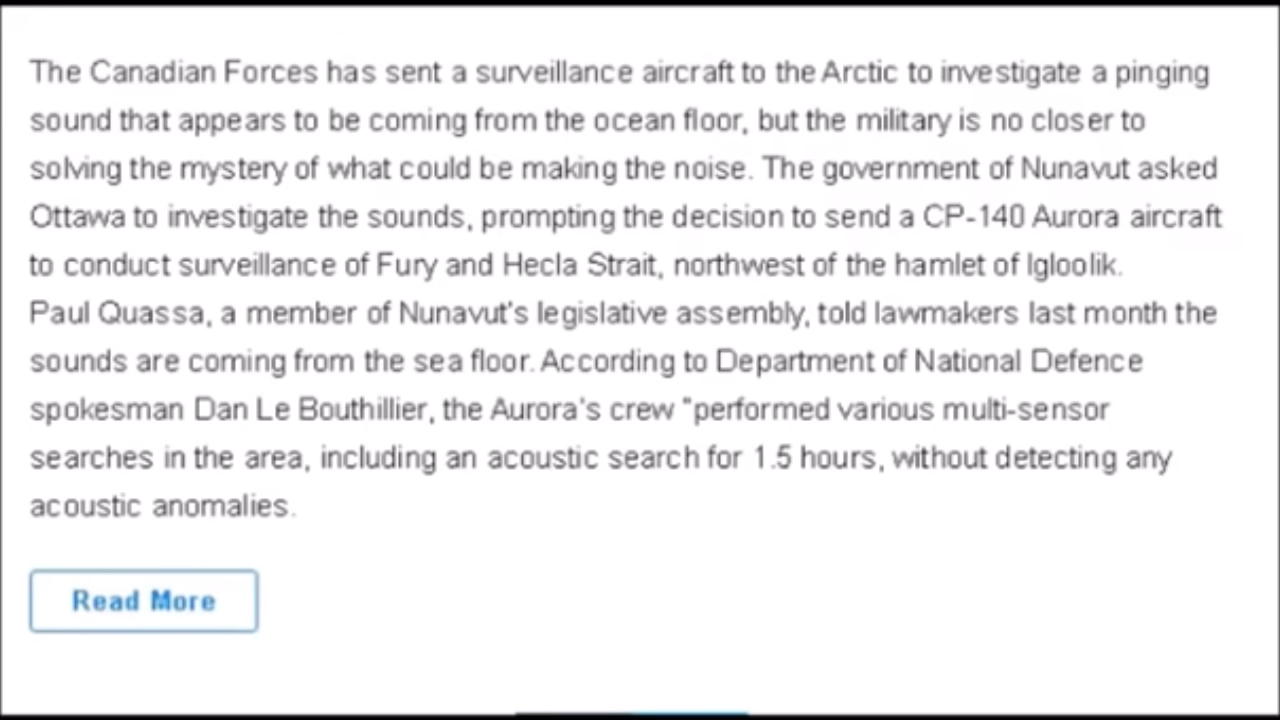 The Canadian Forces has sent a surveillance aircraft to the Arctic to investigate a pinging
sound that appears to be coming from the ocean floor, but the military is no closer to
solving the mystery of what could be making the noise. The government of Nunavut asked
Ottawa to investigate the sounds, prompting the decision to send a CP-140 Aurora aircraft
to conduct surveillance of Fury and Hecla Strait, northwest of the hamlet of Igloolik.
Paul Quassa, a member of Nunavut's legislative assembly, told lawmakers last month the
sounds are coming from the sea floor. According to Department of National Defence
spokesman Dan Le Bouthillier, the Aurora's crew "performed various multi-sensor
searches in the area, including an acoustic search for 1.5 hours, without detecting any
acoustic anomalies.
Read More